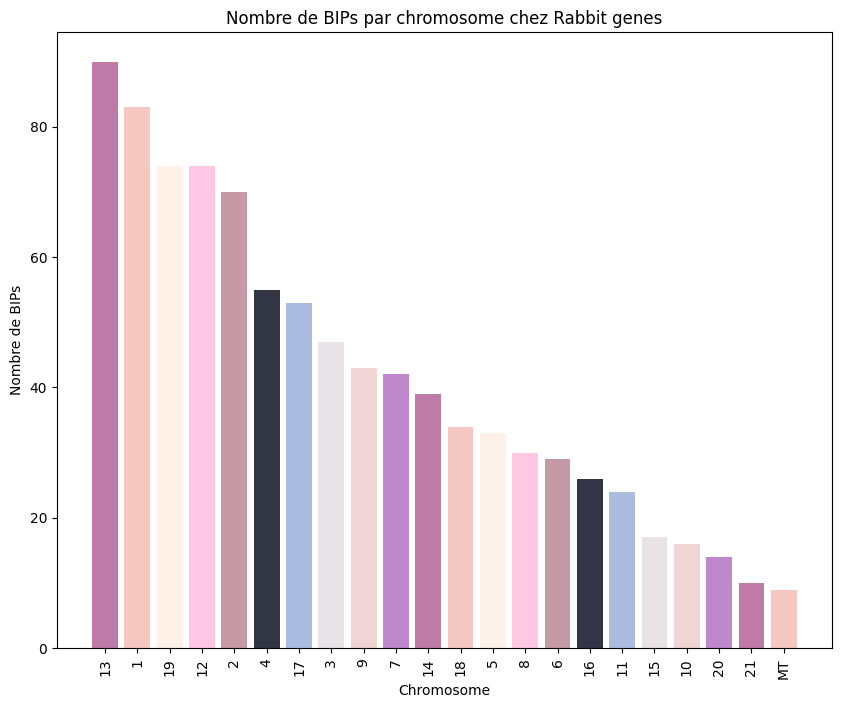 Nombre de BIPs par chromosome chez Rabbit genes
Nombre de BIPs
80
60
40
20
0
13 1 19 12 2 4 17 3 9 7 14 18 5 8 6 16 11 15 10 20 21 MT
Chromosome